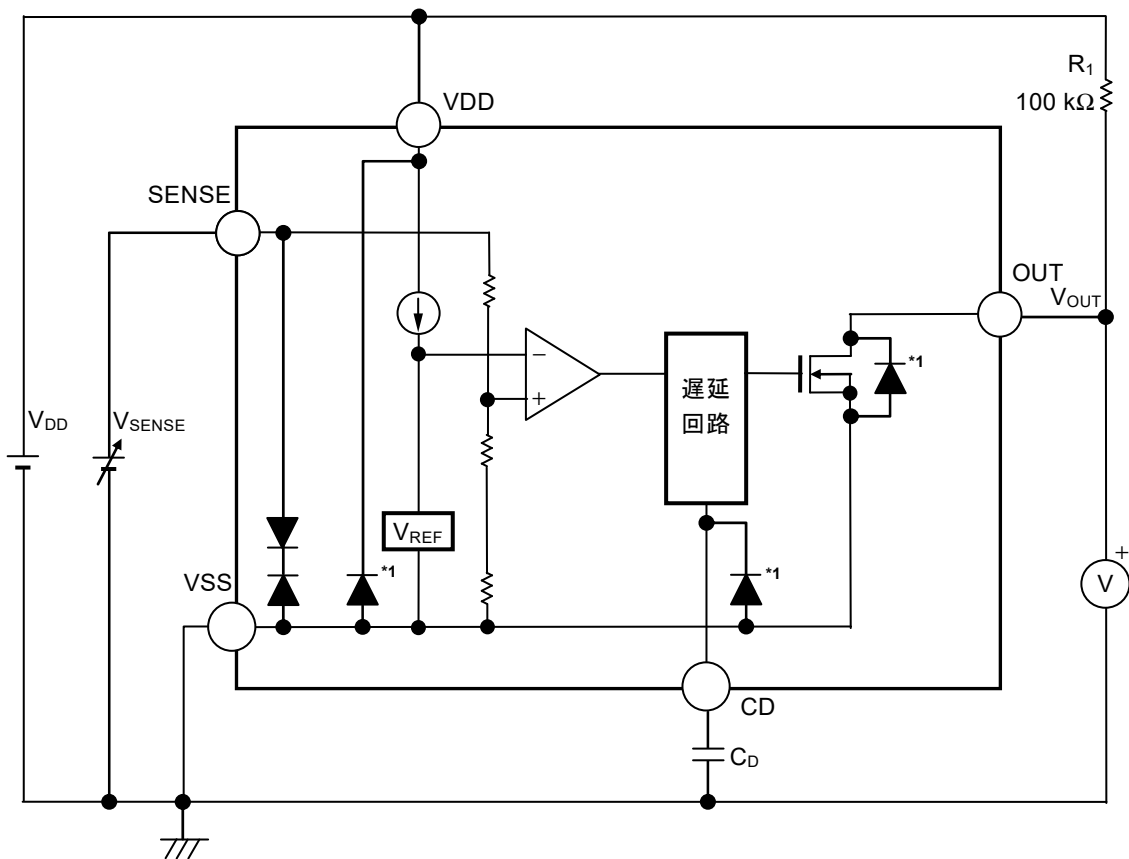 R1
100 kΩ
VDD
SENSE
OUT
VOUT
*1
−
+
遅延
回路
VDD
VSENSE
VREF
*1
*1
VSS
+
V
CD
CD